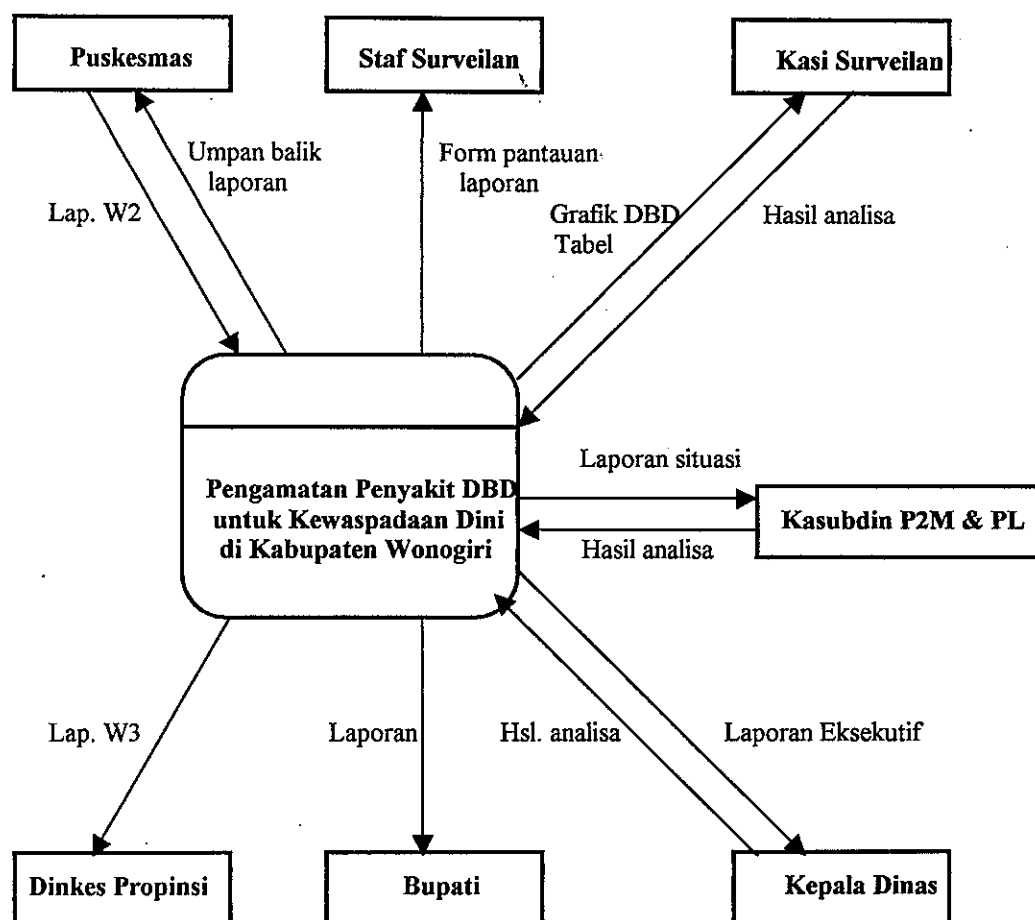 Puskesmas
Staf Surveilan
Kasi Surveilan
Umpan balik
laporan
Form pantauan
laporan
Lap. W2
Grafik DBD
Tabel
Hasil analisa
Laporan situasi
Pengamatan Penyakit DBD
untuk Kewaspadaan Dini
di Kabupaten Wonogiri
Kasubdin P2M & PL
Hasil analisa
Lap. W3
Laporan
Hsl. analisa
Laporan Eksekutif
Dinkes Propinsi
Bupati
Kepala Dinas